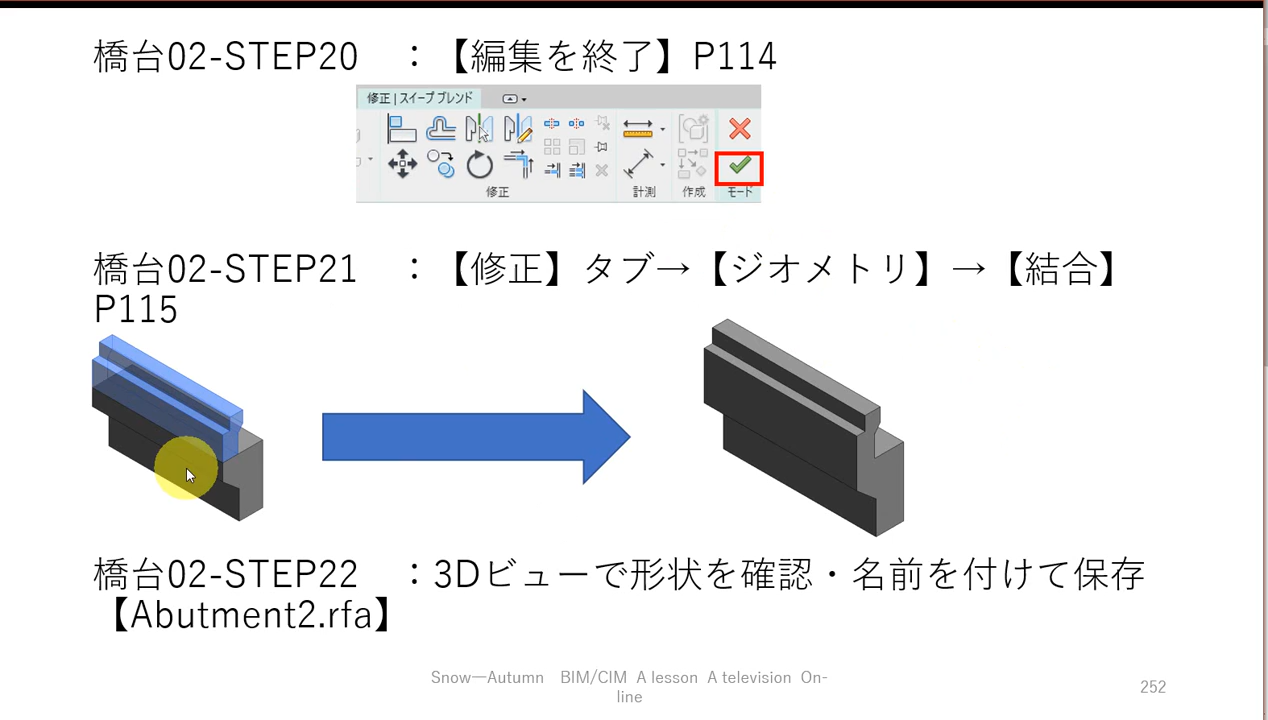 橋台02-STEP20　：【編集を終了】P114
修正 | スイープ ブレンド
修正
計測
作成
モード
橋台02-STEP21　：【修正】タブ→【ジオメトリ】→【結合】
P115
橋台02-STEP22　：3Dビューで形状を確認・名前を付けて保存
【Abutment2.rfa】
Snow―Autumn　BIM/CIM A lesson A television On-
line
252